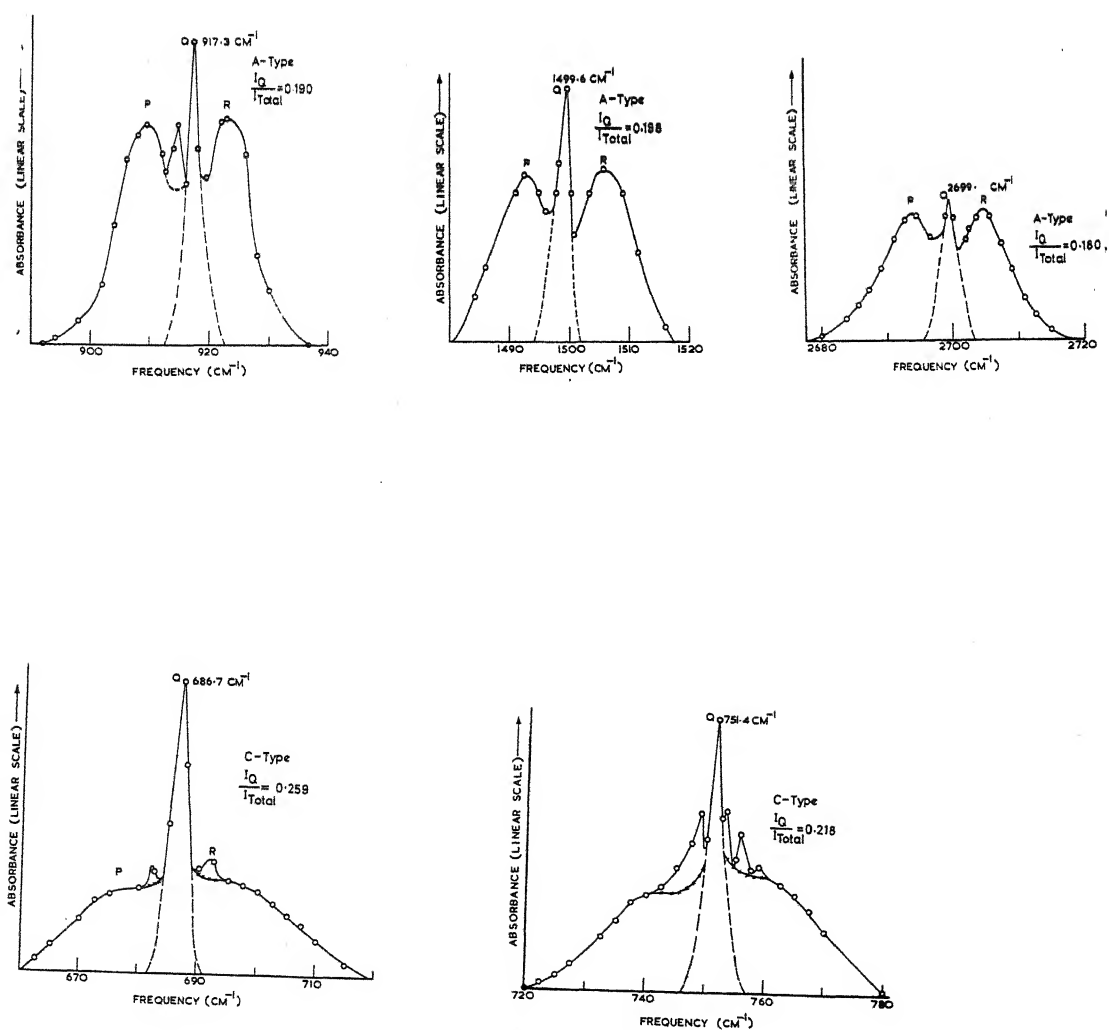 Q 917·3 CM⁻¹
A-Type
I_Q
I_Total =0·190
P
R
ABSORBANCE (LINEAR SCALE)
900
920
940
FREQUENCY (CM⁻¹)
1499·6 CM⁻¹
Q
A-Type
I_Q
I_Total =0·188
P
R
ABSORBANCE (LINEAR SCALE)
1490
1500
1510
1520
FREQUENCY (CM⁻¹)
Q 2699· CM⁻¹
P
R
A-Type
I_Q
I_Total =0·180
ABSORBANCE (LINEAR SCALE)
2680
2700
2720
FREQUENCY (CM⁻¹)
Q 686·7 CM⁻¹
C-Type
I_Q
I_Total = 0·259
P
R
ABSORBANCE (LINEAR SCALE)
670
690
710
FREQUENCY (CM⁻¹)
Q 751·4 CM⁻¹
C-Type
I_Q
I_Total =0·218
ABSORBANCE (LINEAR SCALE)
720
740
760
780
FREQUENCY (CM⁻¹)